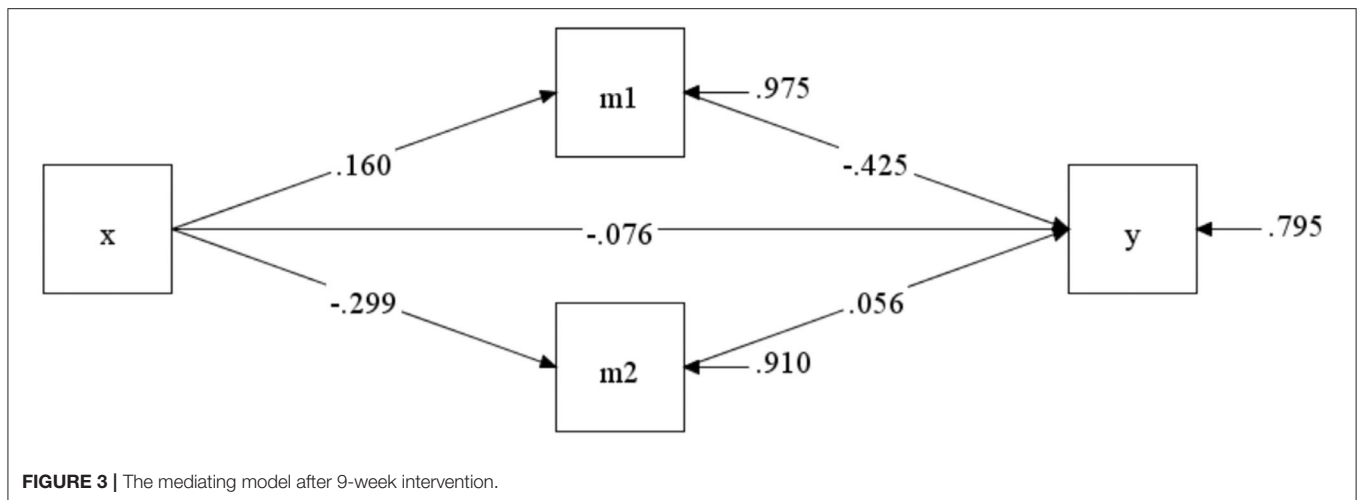 m1
.975
.160
-.425
x
-.076
y
.795
-.299
.056
m2
.910
FIGURE 3 | The mediating model after 9-week intervention.